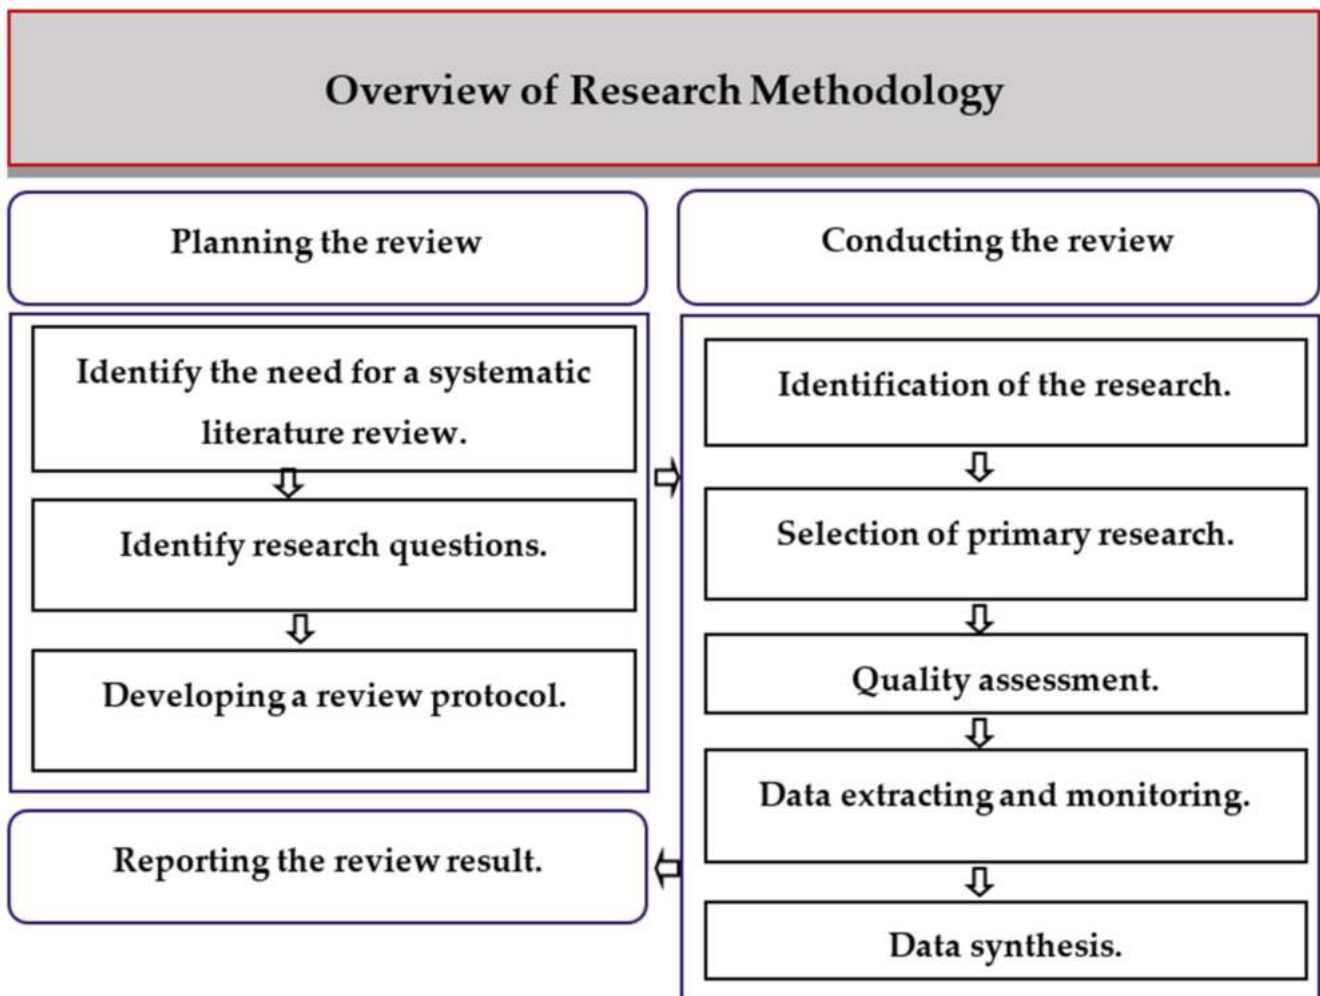 Overview of Research Methodology
Planning the review
Identify the need for a systematic
literature review.
Identify research questions.
Developing a review protocol.
Conducting the review
Identification of the research.
Selection of primary research.
Quality assessment.
Data extracting and monitoring.
Data synthesis.
Reporting the review result.